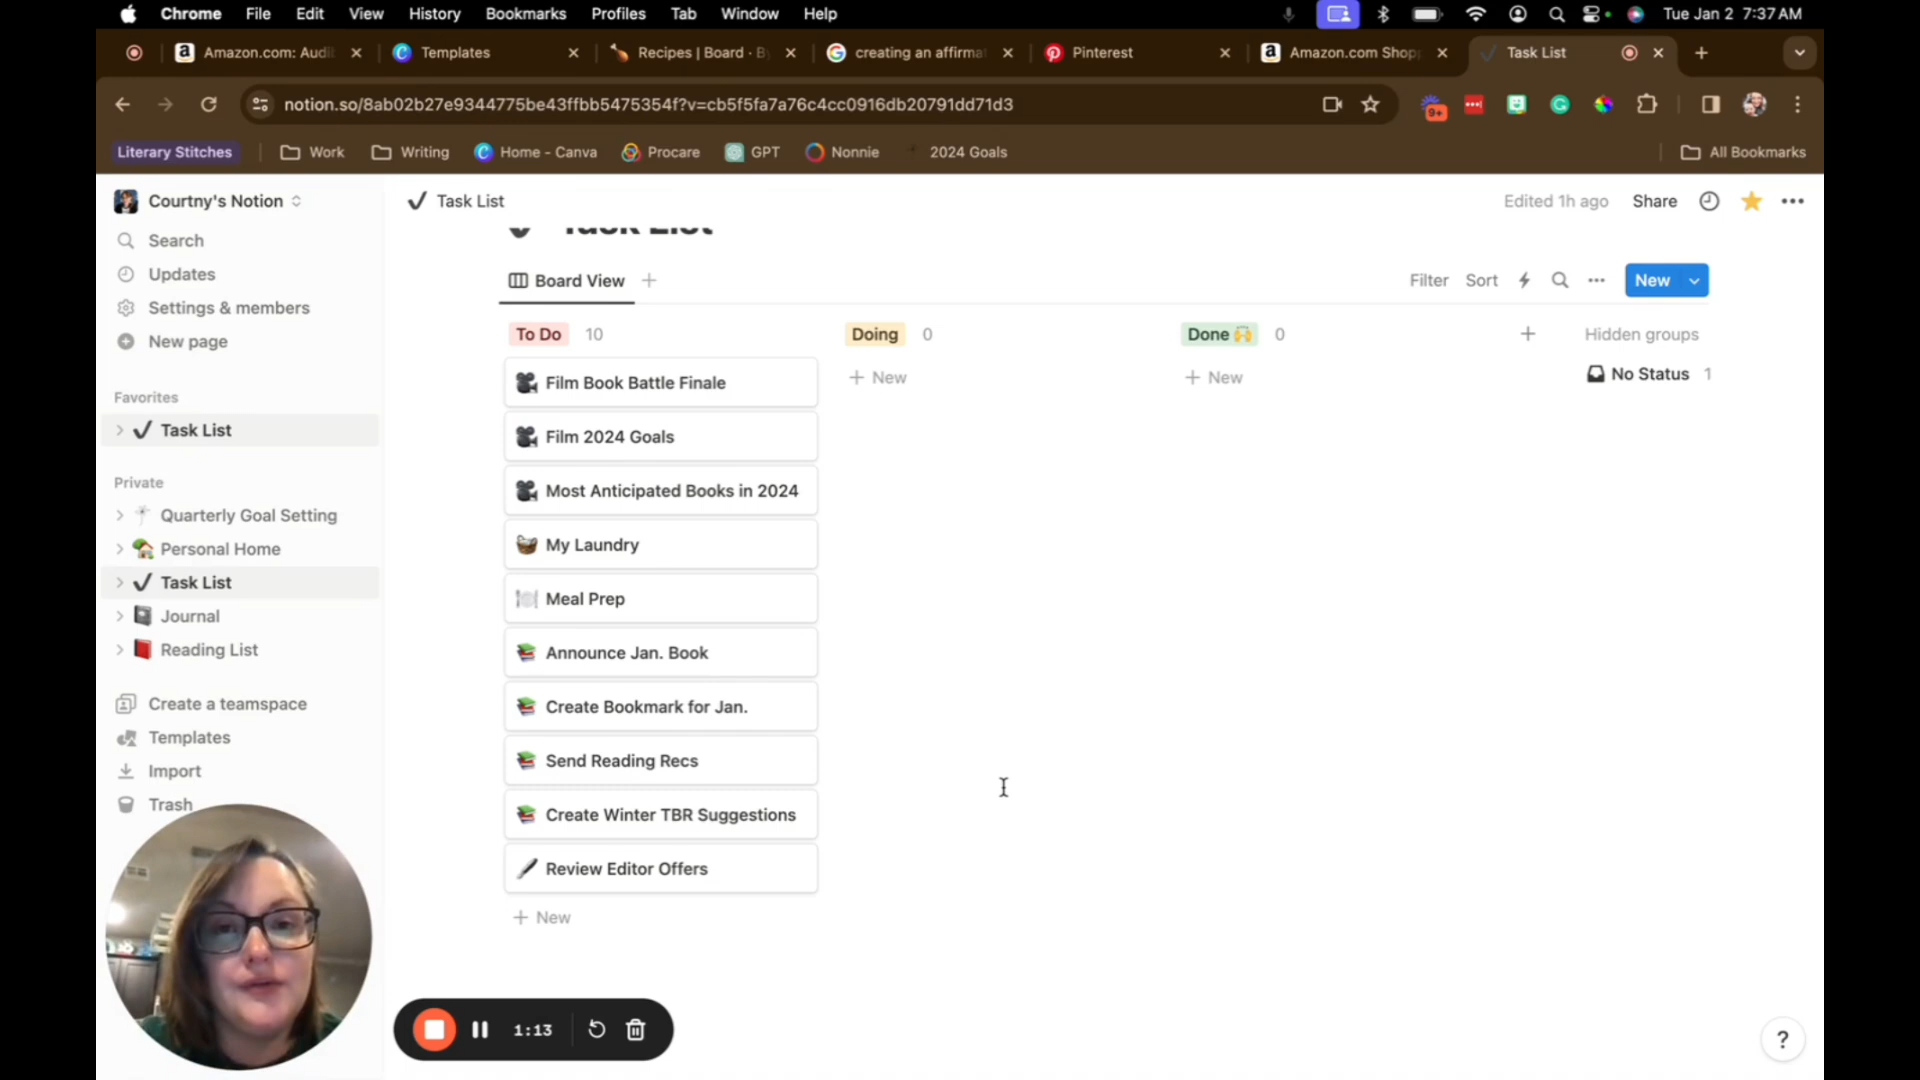 Chrome File Edit View History Bookmarks Profiles Tab Window Help Tue Jan 2 7:37 AM
Amazon.com: Audi Templates Recipes | Board · By creating an affirma Pinterest Amazon.com Shop Task List
notion.so/8ab02b27e9344775be43ffbb5475354f?v=cb5f5fa7a76c4cc0916db20791dd71d3 9+
Literary Stitches Work Writing Home - Canva Procare GPT Nonnie 2024 Goals All Bookmarks
Courtny's Notion Task List Edited 1h ago Share
Task List
Search
Updates
Settings & members
New page
Favorites
Task List
Private
Quarterly Goal Setting
Personal Home
Task List
Journal
Reading List
Create a teamspace
Templates
Import
Trash
Board View Filter Sort New
To Do 10 Doing 0 Done 🙌 0 Hidden groups
+ New + New No Status 1
Film Book Battle Finale
Film 2024 Goals
Most Anticipated Books in 2024
My Laundry
Meal Prep
Announce Jan. Book
Create Bookmark for Jan.
Send Reading Recs
Create Winter TBR Suggestions
Review Editor Offers
+ New
1:13
?